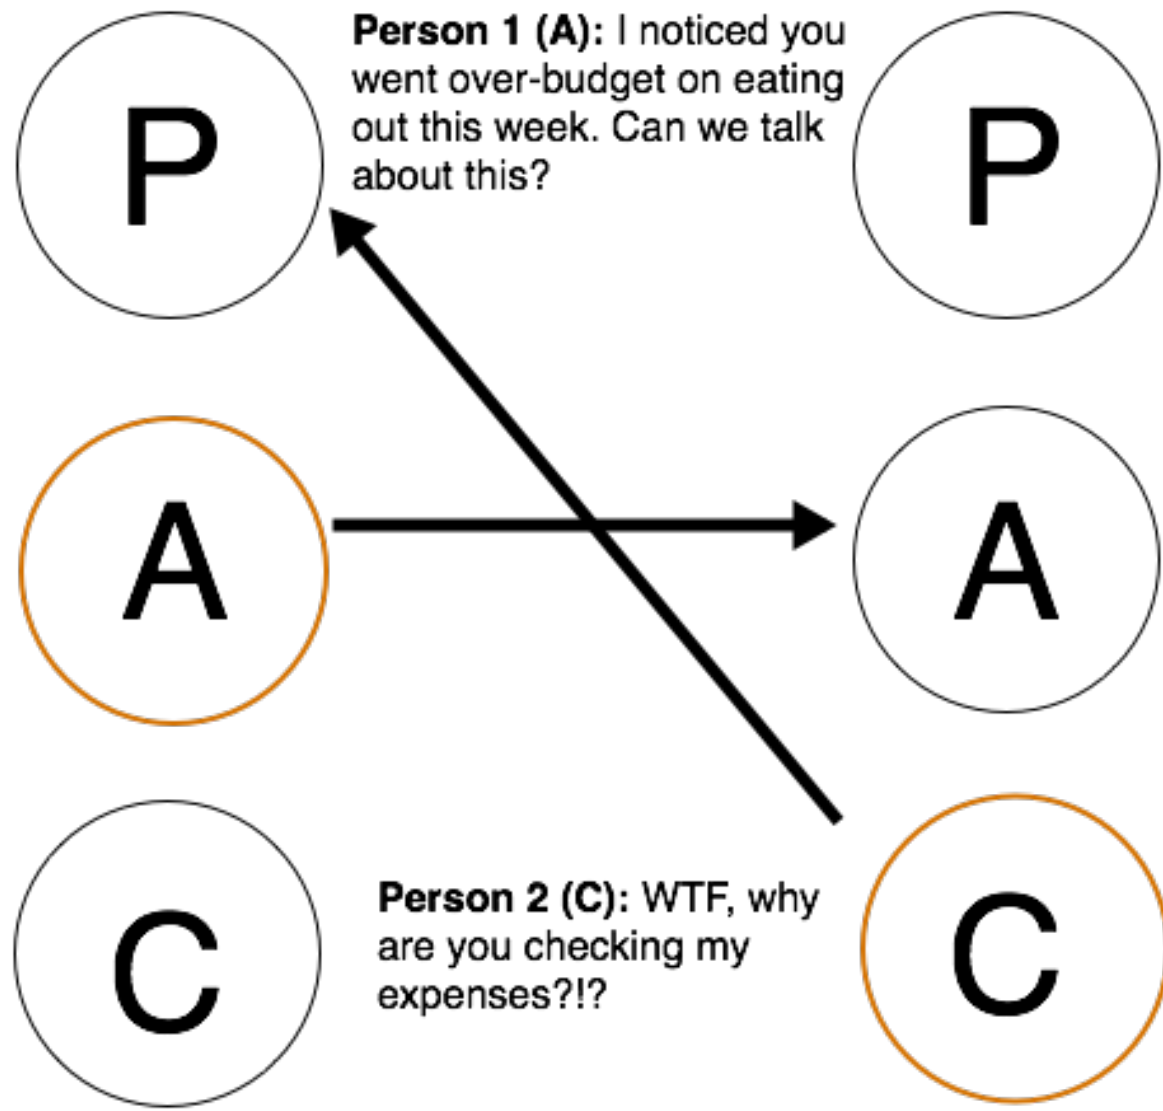 P
Person 1 (A): I noticed you
went over-budget on eating
out this week. Can we talk
about this?
P
A
A
C
Person 2 (C): WTF, why
are you checking my
expenses?!?
C